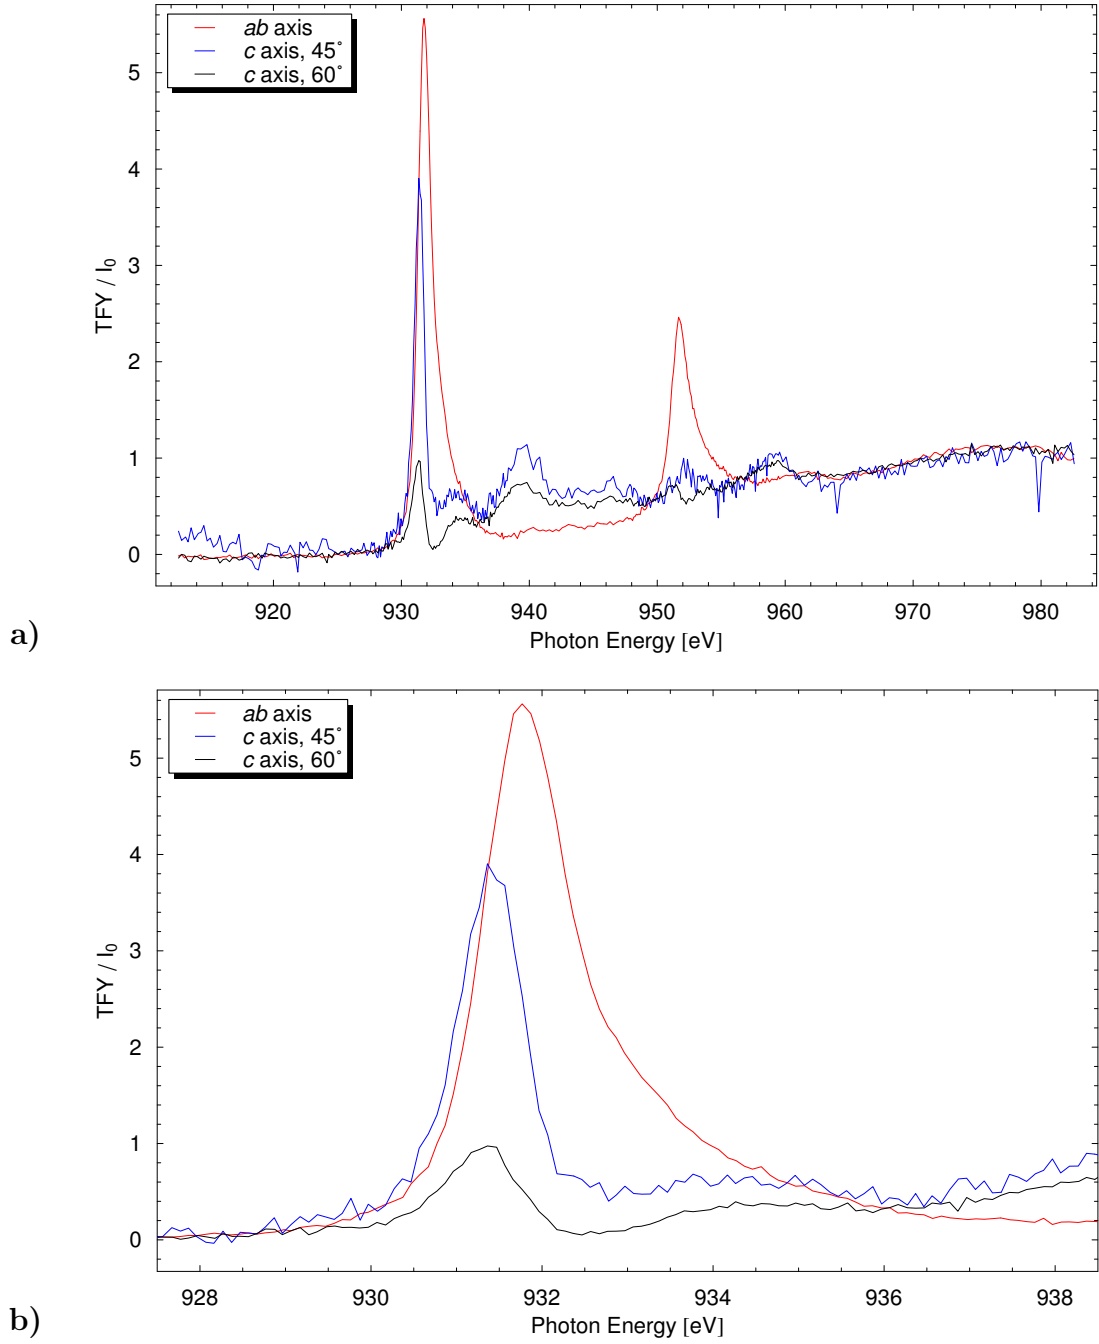 ab axis
c axis, 45°
c axis, 60°
5
4
3
2
1
0
TFY / I0
920 930 940 950 960 970 980
Photon Energy [eV]
a)
ab axis
c axis, 45°
c axis, 60°
5
4
3
2
1
0
TFY / I0
928 930 932 934 936 938
Photon Energy [eV]
b)